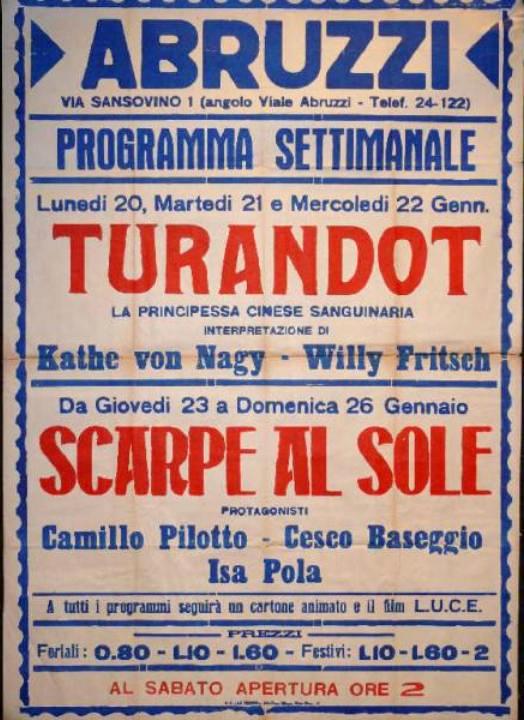 ABRUZZI
VIA SANSOVINO 1 (angolo Viale Abruzzi - Telef. 24-122)
PROGRAMMA SETTIMANALE
Lunedi 20, Martedi 21 e Mercoledi 22 Genn.
TURANDOT
LA PRINCIPESSA CINESE SANGUINARIA
INTERPRETAZIONE DI
Kathe von Nagy - Willy Fritsch
Da Giovedi 23 a Domenica 26 Gennaio
SCARPE AL SOLE
PROTAGONISTI
Camillo Pilotto - Cesco Baseggio
Isa Pola
A tutti i programmi seguirà un cartone animato e il film L.U.C.E.
PREZZI
Feriali: 0.80 - 1.10 - 1.60 - Festivi: 1.10 - 1.60 - 2
AL SABATO APERTURA ORE 2